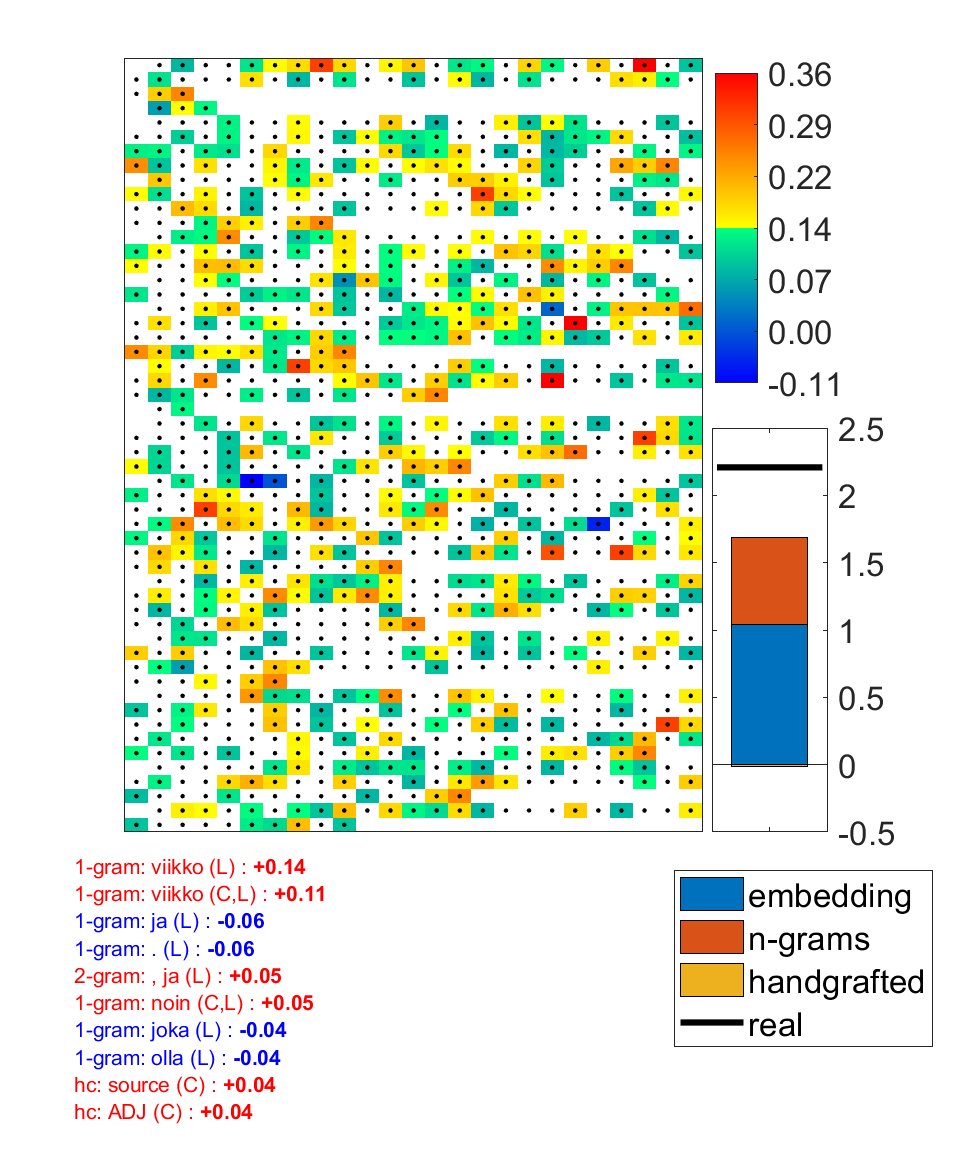 0.36
0.29
0.22
0.14
0.07
0.00
-0.11
2.5
2
1.5
1
0.5
0
-0.5
1-gram: viikko (L) : +0.14
1-gram: viikko (C,L) : +0.11
1-gram: ja (L) : -0.06
1-gram: . (L) : -0.06
2-gram: , ja (L) : +0.05
1-gram: noin (C,L) : +0.05
1-gram: joka (L) : -0.04
1-gram: olla (L) : -0.04
hc: source (C) : +0.04
hc: ADJ (C) : +0.04
embedding
n-grams
handgrafted
real